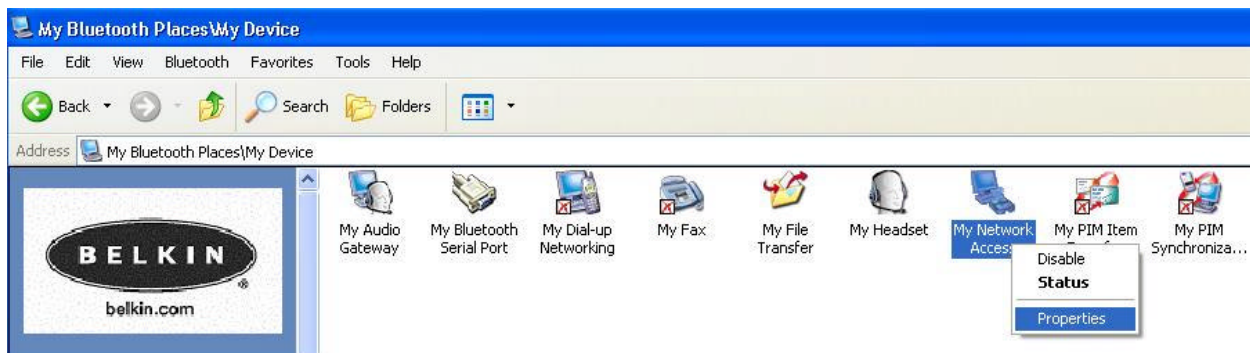 My Bluetooth Places\My Device
File Edit View Bluetooth Favorites Tools Help
Back Search Folders
Address My Bluetooth Places\My Device
BELKIN ®
belkin.com
My Audio Gateway
My Bluetooth Serial Port
My Dial-up Networking
My Fax
My File Transfer
My Headset
My Network Access
My PIM Item
My PIM Synchroniza...
Disable
Status
Properties